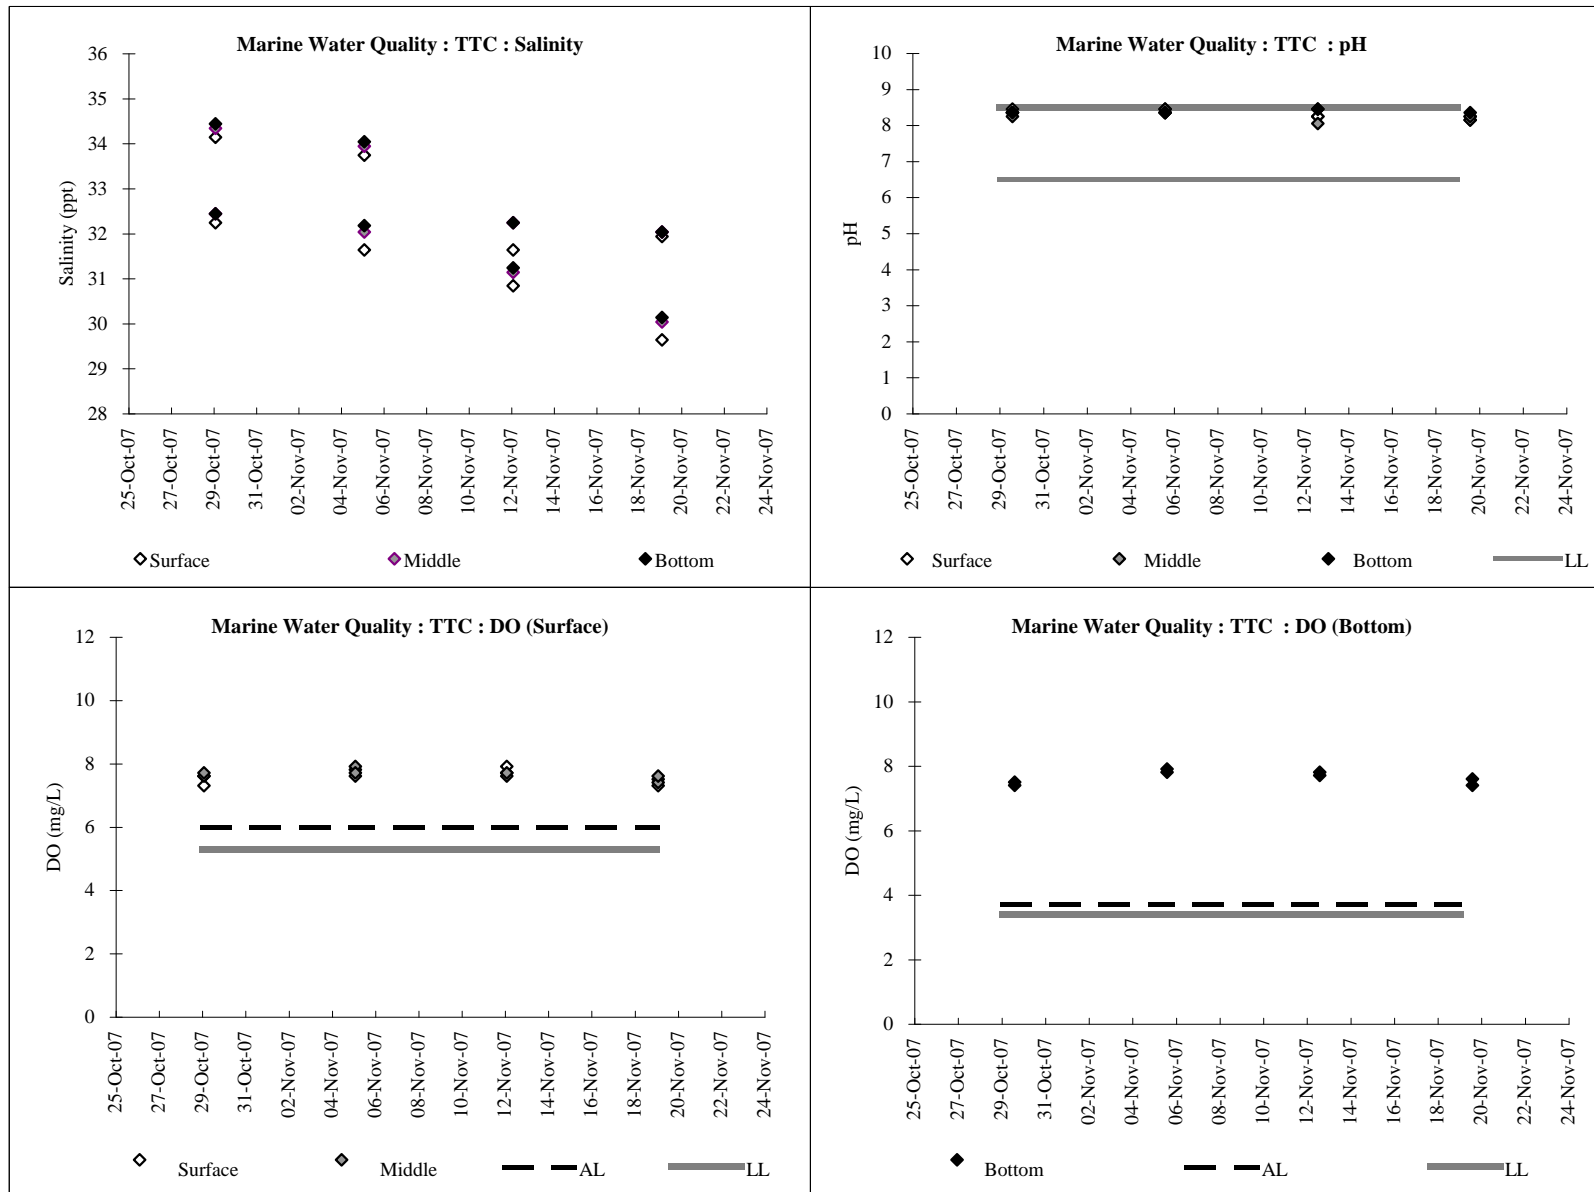 Marine Water Quality : TTC : Salinity
36
35
34
33
32
31
30
29
28
Salinity (ppt)
25-Oct-07
27-Oct-07
29-Oct-07
31-Oct-07
02-Nov-07
04-Nov-07
06-Nov-07
08-Nov-07
10-Nov-07
12-Nov-07
14-Nov-07
16-Nov-07
18-Nov-07
20-Nov-07
22-Nov-07
24-Nov-07
Surface Middle Bottom
Marine Water Quality : TTC : pH
10
9
8
7
6
5
4
3
2
1
0
pH
25-Oct-07
27-Oct-07
29-Oct-07
31-Oct-07
02-Nov-07
04-Nov-07
06-Nov-07
08-Nov-07
10-Nov-07
12-Nov-07
14-Nov-07
16-Nov-07
18-Nov-07
20-Nov-07
22-Nov-07
24-Nov-07
Surface Middle Bottom LL
Marine Water Quality : TTC : DO (Surface)
12
10
8
6
4
2
0
DO (mg/L)
25-Oct-07
27-Oct-07
29-Oct-07
31-Oct-07
02-Nov-07
04-Nov-07
06-Nov-07
08-Nov-07
10-Nov-07
12-Nov-07
14-Nov-07
16-Nov-07
18-Nov-07
20-Nov-07
22-Nov-07
24-Nov-07
Surface Middle AL LL
Marine Water Quality : TTC : DO (Bottom)
12
10
8
6
4
2
0
DO (mg/L)
25-Oct-07
27-Oct-07
29-Oct-07
31-Oct-07
02-Nov-07
04-Nov-07
06-Nov-07
08-Nov-07
10-Nov-07
12-Nov-07
14-Nov-07
16-Nov-07
18-Nov-07
20-Nov-07
22-Nov-07
24-Nov-07
Bottom AL LL